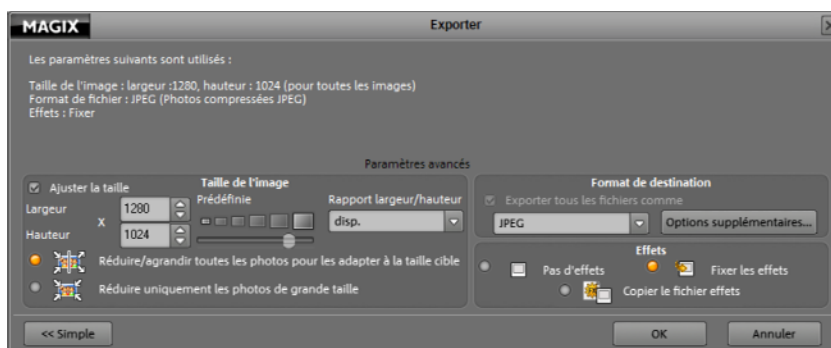 MAGIX
Exporter
Les paramètres suivants sont utilisés :
Taille de l'image : largeur :1280, hauteur : 1024 (pour toutes les images)
Format de fichier : JPEG (Photos compressées JPEG)
Effets : Fixer
Paramètres avancés
Ajuster la taille
Taille de l'image
Largeur
X
Hauteur
1280
1024
Prédéfinie
Rapport largeur/hauteur
disp.
Réduire/agrandir toutes les photos pour les adapter à la taille cible
Réduire uniquement les photos de grande taille
Format de destination
Exporter tous les fichiers comme
JPEG
Options supplémentaires...
Effets
Pas d'effets
Fixer les effets
Copier le fichier effets
<< Simple
OK
Annuler